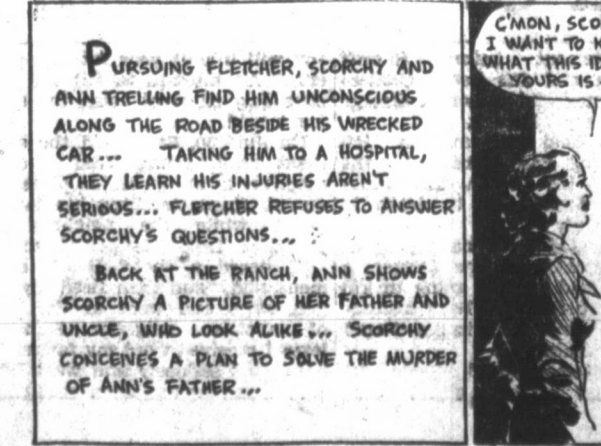 PURSUING FLETCHER, SCORCHY AND
ANN TRELLING FIND HIM UNCONSCIOUS
ALONG THE ROAD BESIDE HIS WRECKED
CAR... TAKING HIM TO A HOSPITAL,
THEY LEARN HIS INJURIES AREN'T
SERIOUS... FLETCHER REFUSES TO ANSWER
SCORCHY'S QUESTIONS...
BACK AT THE RANCH, ANN SHOWS
SCORCHY A PICTURE OF HER FATHER AND
UNCLE, WHO LOOK ALIKE... SCORCHY
CONCEIVES A PLAN TO SOLVE THE MURDER
OF ANN'S FATHER...
C'MON, SCO
I WANT TO
WHAT THIS
YOURS IS